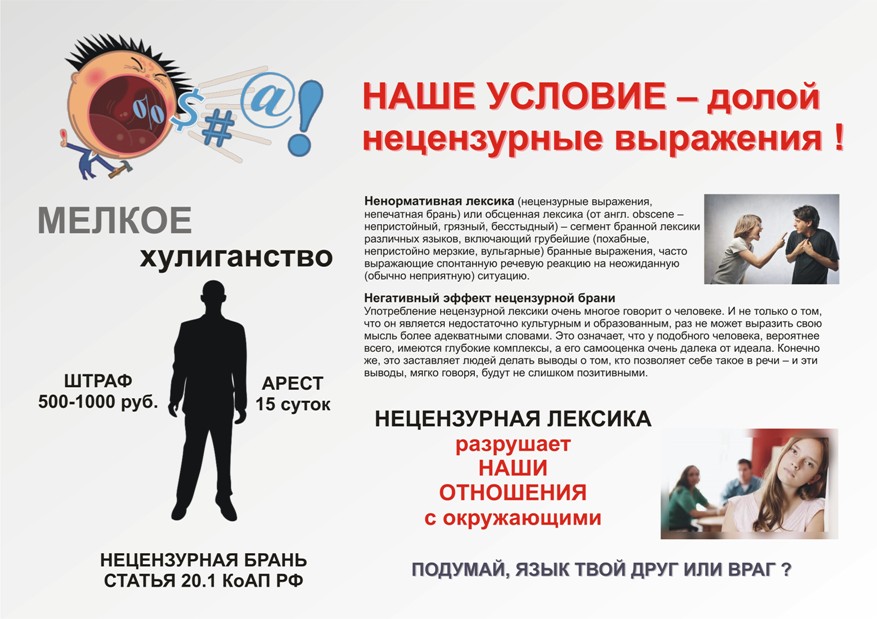 % $ # @ !
НАШЕ УСЛОВИЕ – долой
нецензурные выражения !
МЕЛКОЕ
хулиганство
ШТРАФ
500-1000 руб.
АРЕСТ
15 суток
НЕЦЕНЗУРНАЯ БРАНЬ
СТАТЬЯ 20.1 КоАП РФ
Ненормативная лексика (нецензурные выражения,
непечатная брань) или обсценная лексика (от англ. obscene –
непристойный, грязный, бесстыдный) – сегмент бранной лексики
различных языков, включающий грубейшие (похабные,
непристойно мерзкие, вульгарные) бранные выражения, часто
выражающие спонтанную речевую реакцию на неожиданную
(обычно неприятную) ситуацию.
Негативный эффект нецензурной брани
Употребление нецензурной лексики очень многое говорит о человеке. И не только о том,
что он является недостаточно культурным и образованным, раз не может выразить свою
мысль более адекватными словами. Это означает, что у подобного человека, вероятнее
всего, имеются глубокие комплексы, а его самооценка очень далека от идеала. Конечно
же, это заставляет людей делать выводы о том, кто позволяет себе такое в речи – и эти
выводы, мягко говоря, будут не слишком позитивными.
НЕЦЕНЗУРНАЯ ЛЕКСИКА
разрушает
НАШИ
ОТНОШЕНИЯ
с окружающими
ПОДУМАЙ, ЯЗЫК ТВОЙ ДРУГ ИЛИ ВРАГ ?